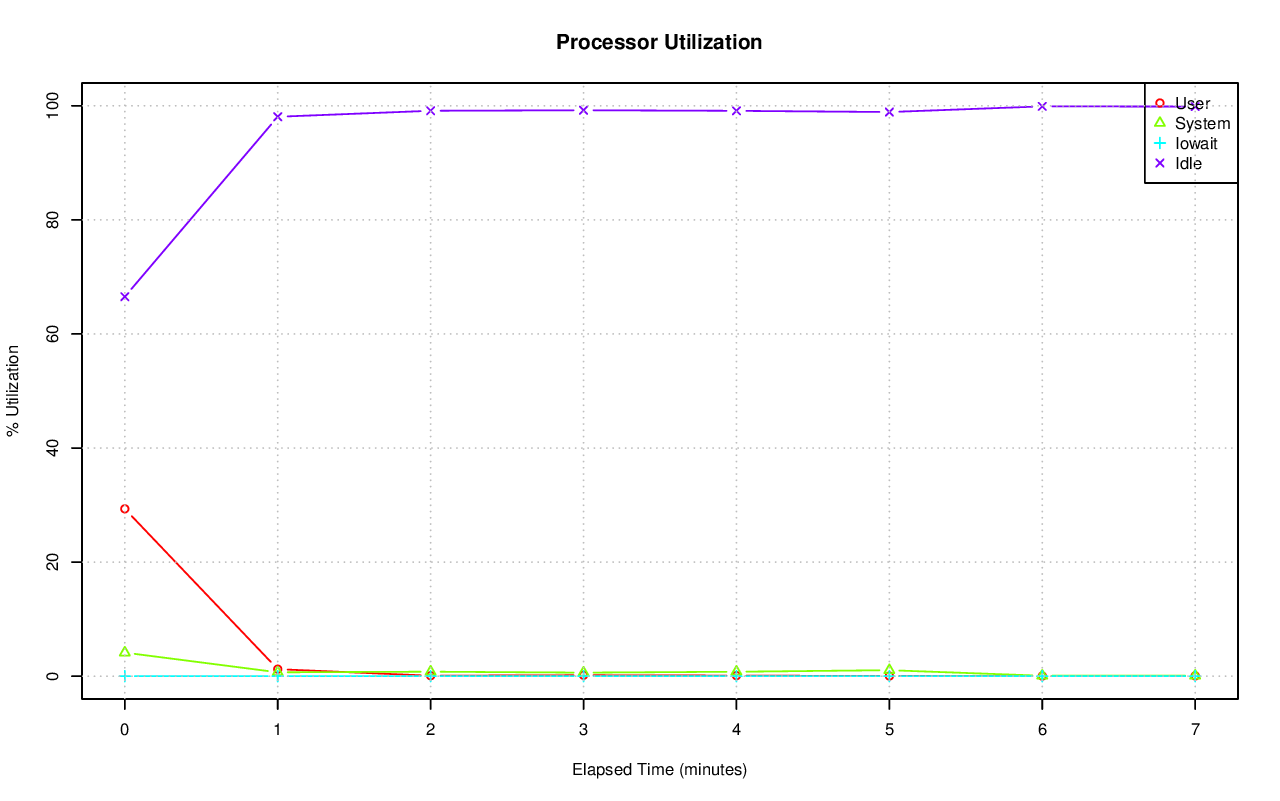 Processor Utilization
% Utilization
100
80
60
40
20
0
User
System
Iowait
Idle
0 1 2 3 4 5 6 7
Elapsed Time (minutes)